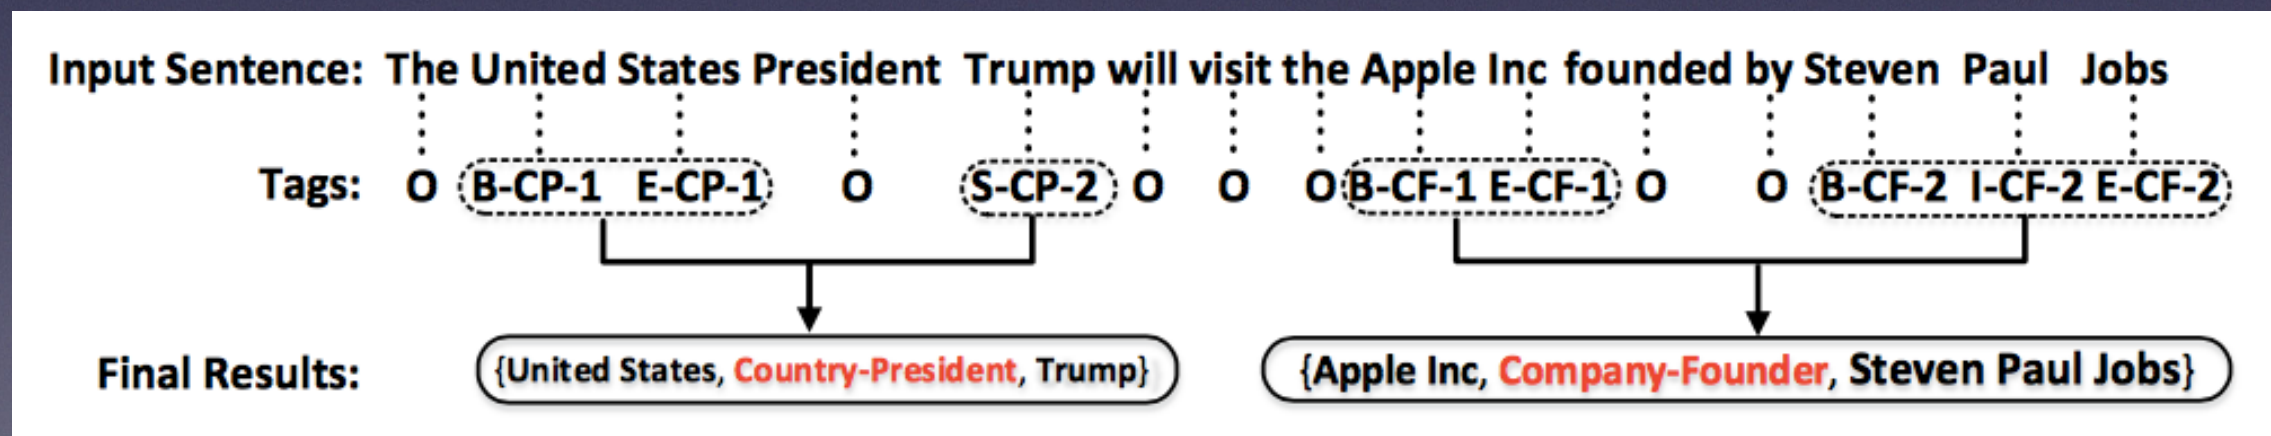 Input Sentence: The United States President Trump will visit the Apple Inc founded by Steven Paul Jobs
Tags: O B-CP-1 E-CP-1 O S-CP-2 O O O B-CF-1 E-CF-1 O O B-CF-2 I-CF-2 E-CF-2
Final Results: {United States, Country-President, Trump} {Apple Inc, Company-Founder, Steven Paul Jobs}